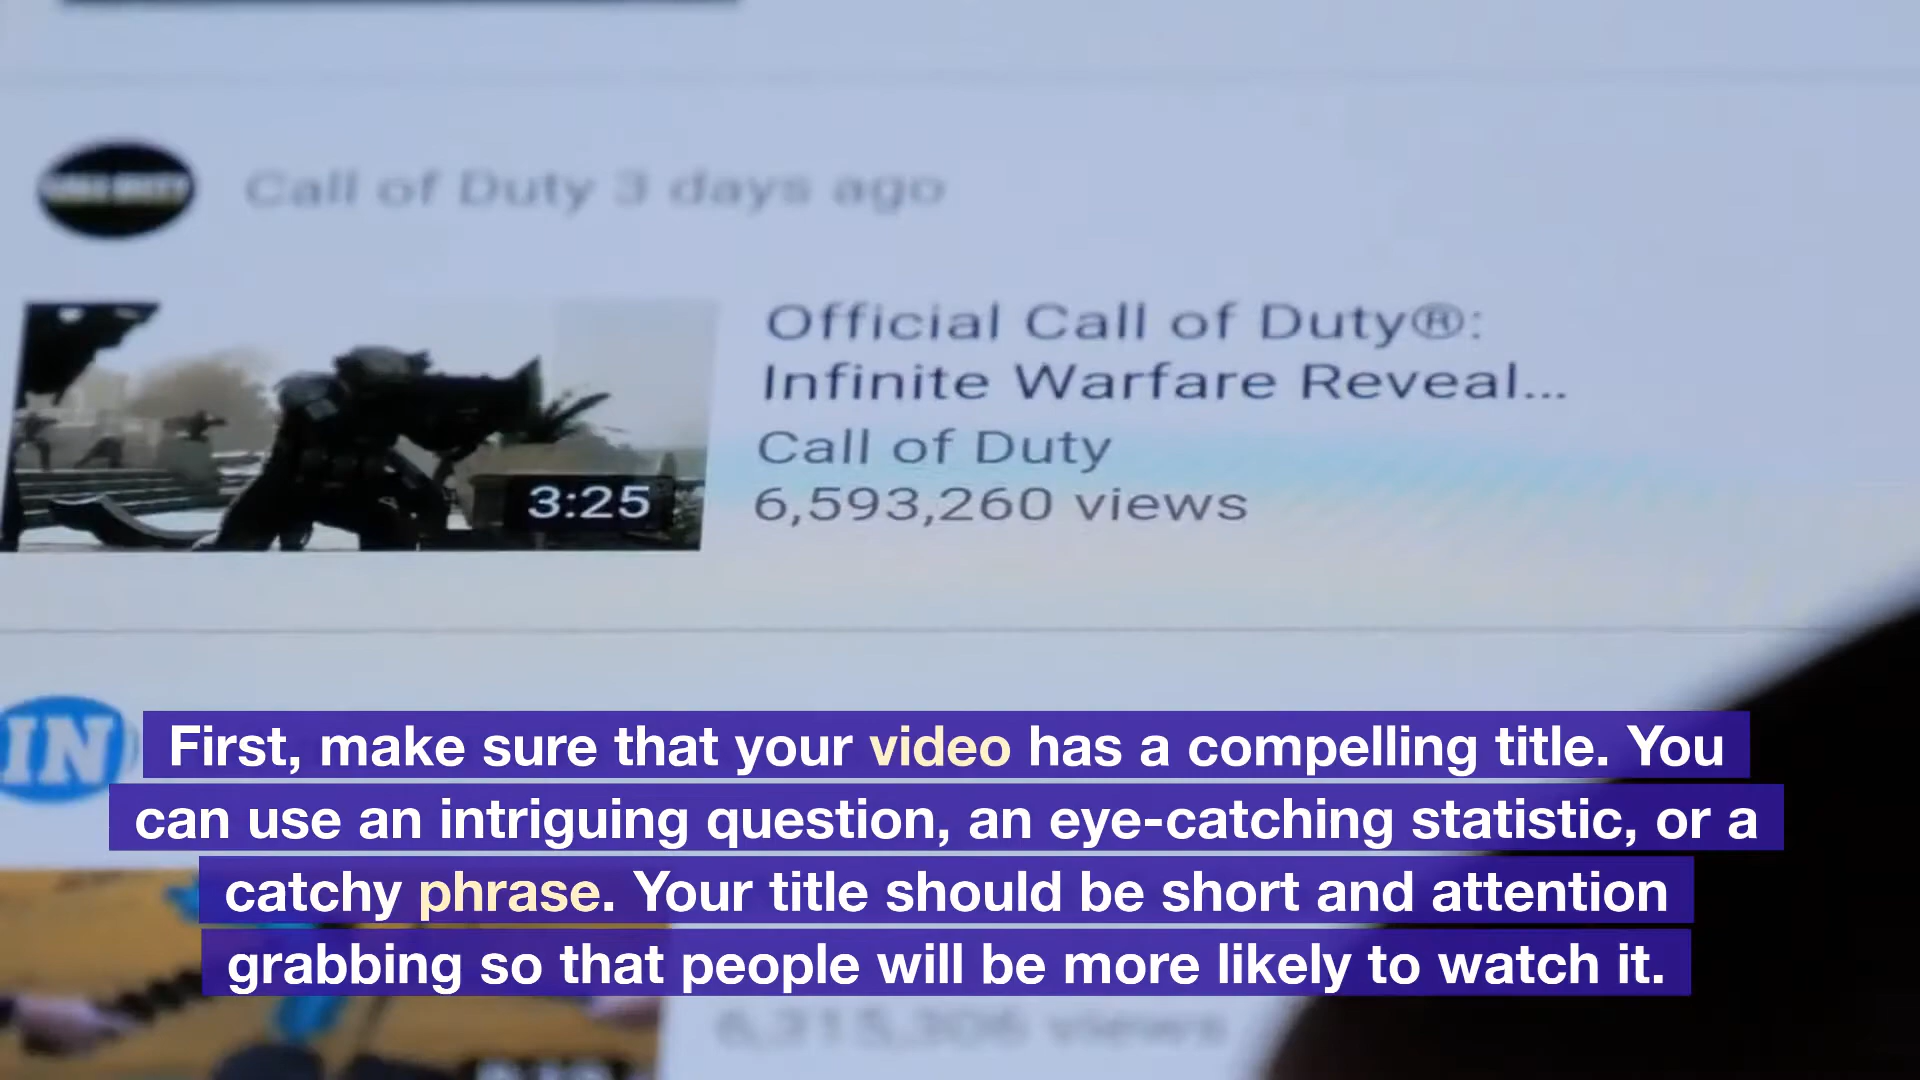 Call of Duty 3 days ago
Official Call of Duty®:
Infinite Warfare Reveal...
Call of Duty
6,593,260 views
3:25
IN
First, make sure that your video has a compelling title. You
can use an intriguing question, an eye-catching statistic, or a
catchy phrase. Your title should be short and attention
grabbing so that people will be more likely to watch it.
views